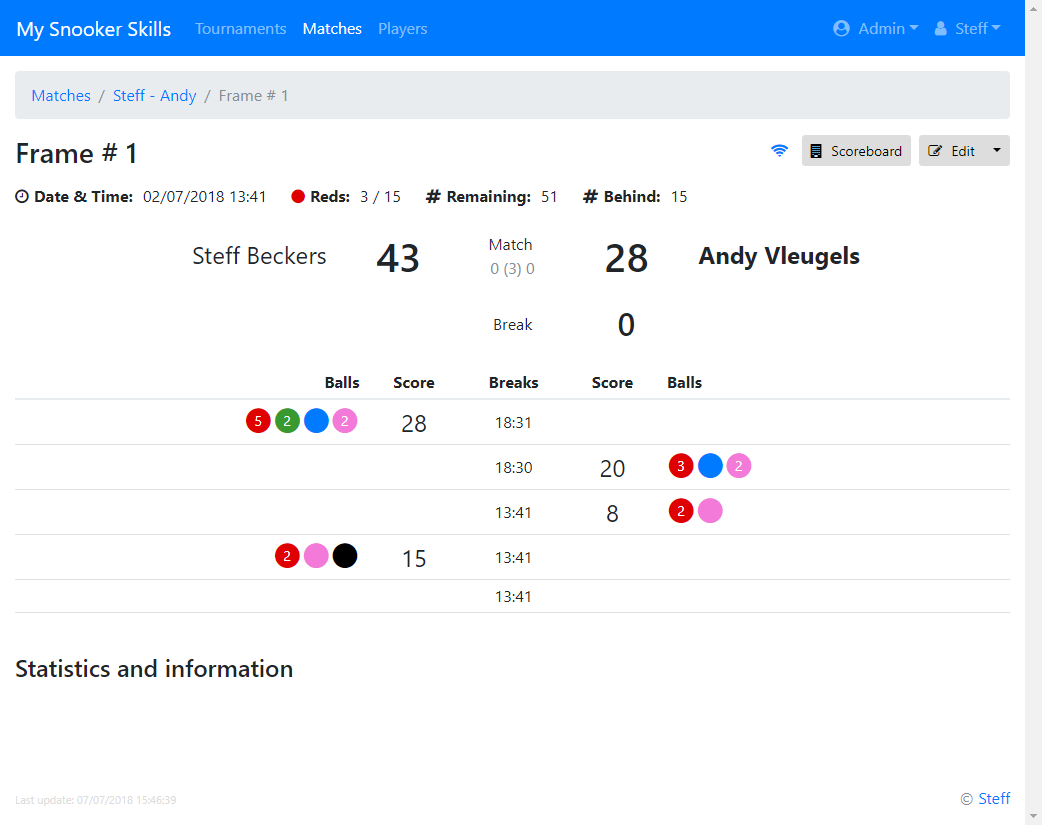 My Snooker Skills Tournaments Matches Players Admin Steff
Matches / Steff - Andy / Frame # 1
Frame # 1 Scoreboard Edit
Date & Time: 02/07/2018 13:41 Reds: 3 / 15 # Remaining: 51 # Behind: 15
Steff Beckers 43 Match 28 Andy Vleugels
0 (3) 0
Break 0
Balls Score Breaks Score Balls
5 2 2 28 18:31
18:30 20 3 2
13:41 8 2
2 15 13:41
13:41
Statistics and information
Last update: 07/07/2018 15:46:39 © Steff